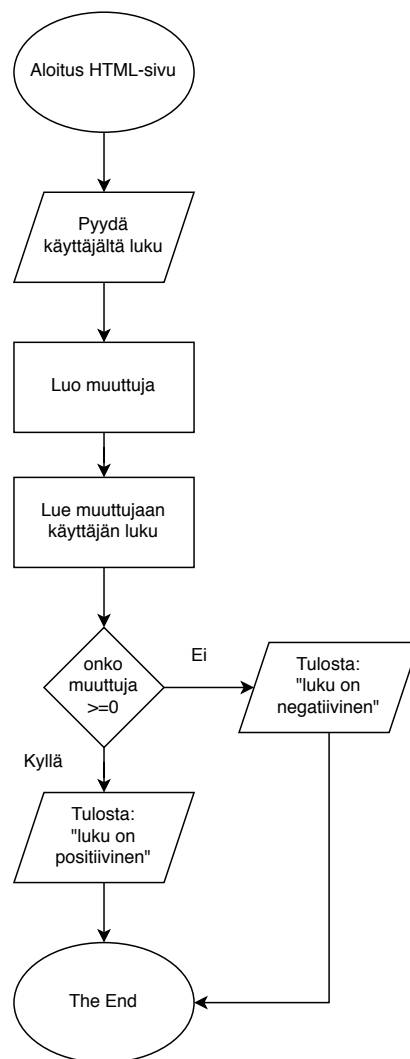 Aloitus HTML-sivu
Pyydä
käyttäjältä luku
Luo muuttuja
Lue muuttujaan
käyttäjän luku
onko
muuttuja
>=0
Ei
Tulosta:
"luku on
negatiivinen"
Kyllä
Tulosta:
"luku on
positiivinen"
The End